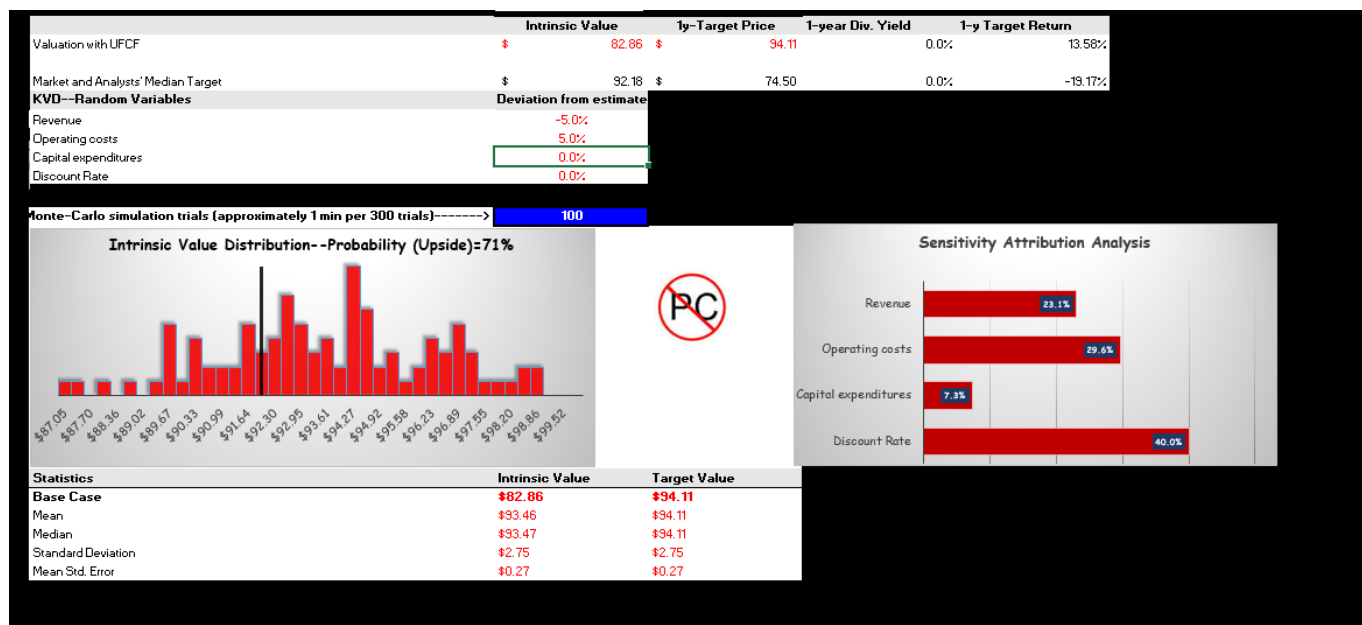 Intrinsic Value 1y-Target Price 1-year Div. Yield 1-y Target Return
Valuation with UFCF $ 82.86 $ 94.11 0.0% 13.58%
Market and Analysts' Median Target $ 92.18 $ 74.50 0.0% -19.17%
KVD--Random Variables Deviation from estimate
Revenue -5.0%
Operating costs 5.0%
Capital expenditures 0.0%
Discount Rate 0.0%
Monte-Carlo simulation trials (approximately 1 min per 300 trials)-------> 100
Intrinsic Value Distribution--Probability (Upside)=71%
$87.05 $87.70 $88.36 $89.02 $89.67 $90.33 $90.99 $91.64 $92.30 $92.95 $93.61 $94.27 $94.92 $95.58 $96.23 $96.89 $97.55 $98.20 $98.86 $99.52
PC
Sensitivity Attribution Analysis
Revenue 23.1%
Operating costs 29.6%
Capital expenditures 7.3%
Discount Rate 40.0%
Statistics Intrinsic Value Target Value
Base Case $82.86 $94.11
Mean $93.46 $94.11
Median $93.47 $94.11
Standard Deviation $2.75 $2.75
Mean Std. Error $0.27 $0.27